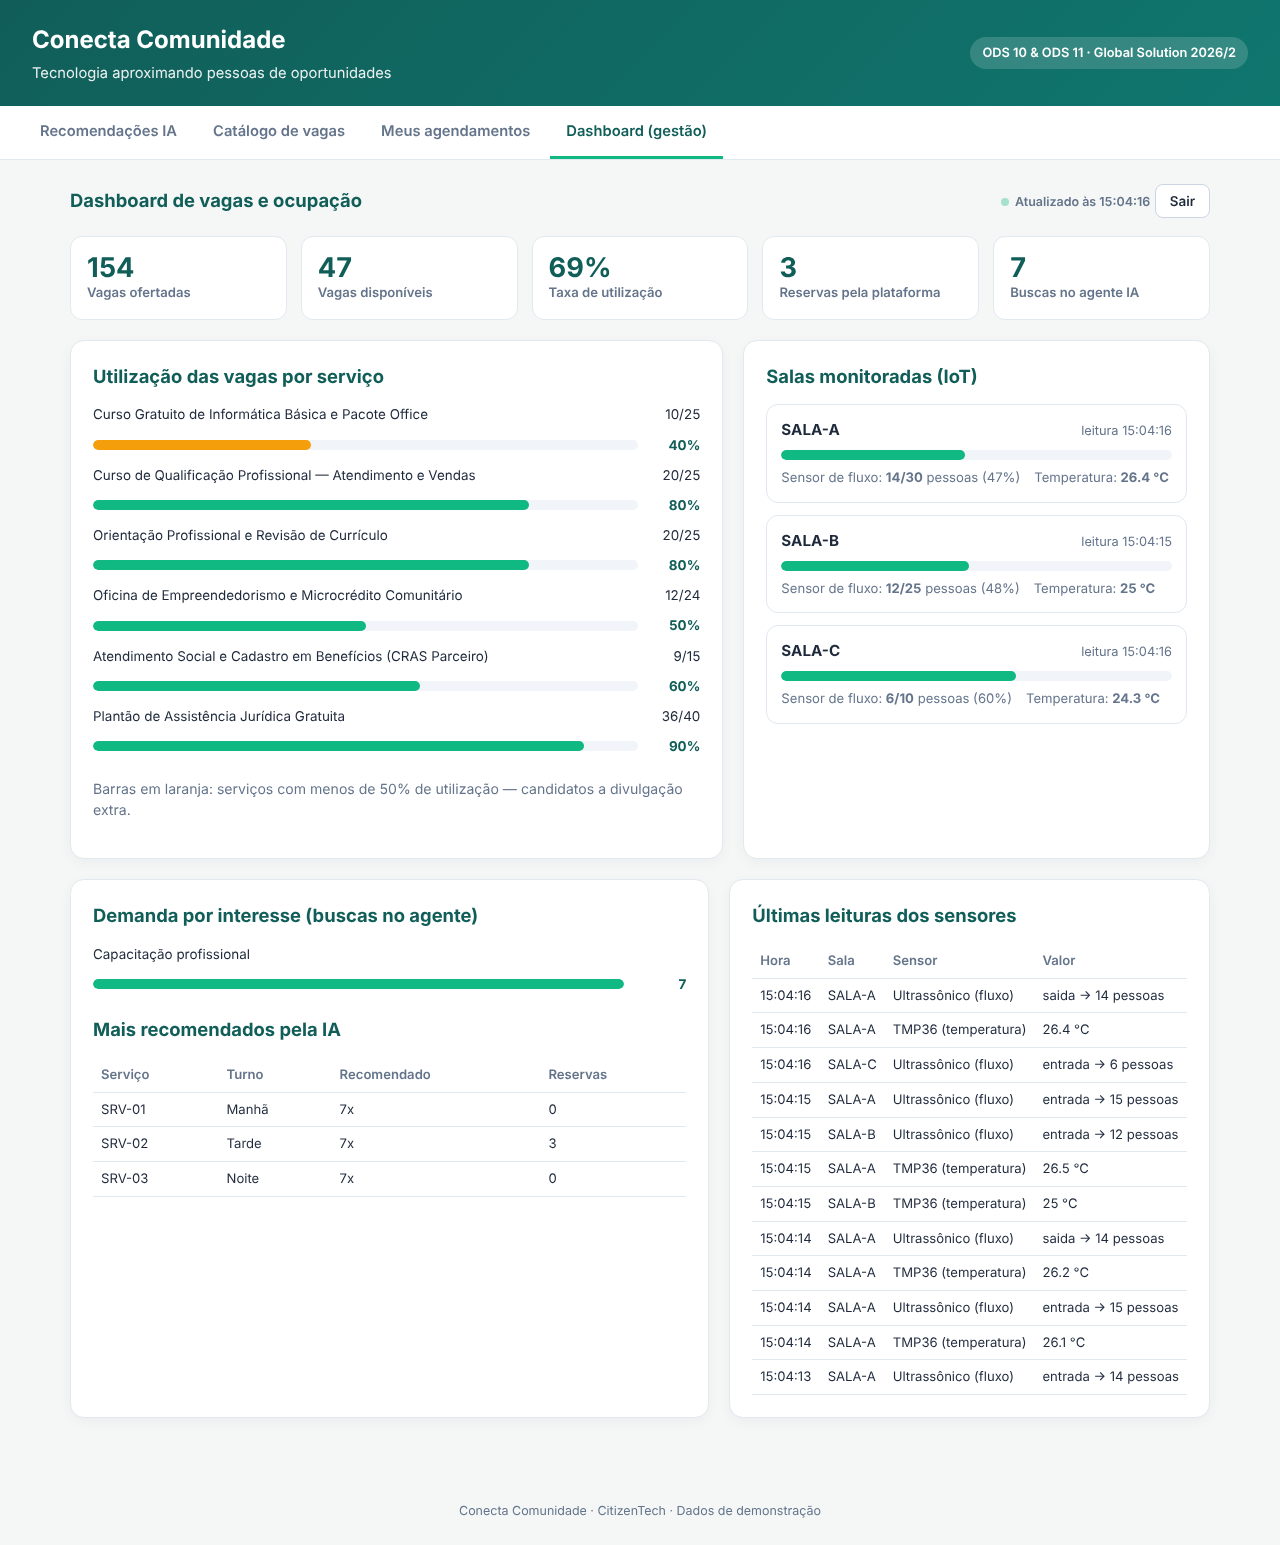 Conecta Comunidade
Tecnologia aproximando pessoas de oportunidades
ODS 10 & ODS 11 · Global Solution 2026/2
Recomendações IA
Catálogo de vagas
Meus agendamentos
Dashboard (gestão)
Dashboard de vagas e ocupação
Atualizado às 15:04:16
Sair
154
Vagas ofertadas
47
Vagas disponíveis
69%
Taxa de utilização
3
Reservas pela plataforma
7
Buscas no agente IA
Utilização das vagas por serviço
Curso Gratuito de Informática Básica e Pacote Office 10/25
40%
Curso de Qualificação Profissional — Atendimento e Vendas 20/25
80%
Orientação Profissional e Revisão de Currículo 20/25
80%
Oficina de Empreendedorismo e Microcrédito Comunitário 12/24
50%
Atendimento Social e Cadastro em Benefícios (CRAS Parceiro) 9/15
60%
Plantão de Assistência Jurídica Gratuita 36/40
90%
Barras em laranja: serviços com menos de 50% de utilização — candidatos a divulgação
extra.
Salas monitoradas (IoT)
SALA-A leitura 15:04:16
Sensor de fluxo: 14/30 pessoas (47%) Temperatura: 26.4 °C
SALA-B leitura 15:04:15
Sensor de fluxo: 12/25 pessoas (48%) Temperatura: 25 °C
SALA-C leitura 15:04:16
Sensor de fluxo: 6/10 pessoas (60%) Temperatura: 24.3 °C
Demanda por interesse (buscas no agente)
Capacitação profissional
7
Mais recomendados pela IA
Serviço Turno Recomendado Reservas
SRV-01 Manhã 7x 0
SRV-02 Tarde 7x 3
SRV-03 Noite 7x 0
Últimas leituras dos sensores
Hora Sala Sensor Valor
15:04:16 SALA-A Ultrassônico (fluxo) saida → 14 pessoas
15:04:16 SALA-A TMP36 (temperatura) 26.4 °C
15:04:16 SALA-C Ultrassônico (fluxo) entrada → 6 pessoas
15:04:15 SALA-A Ultrassônico (fluxo) entrada → 15 pessoas
15:04:15 SALA-B Ultrassônico (fluxo) entrada → 12 pessoas
15:04:15 SALA-A TMP36 (temperatura) 26.5 °C
15:04:15 SALA-B TMP36 (temperatura) 25 °C
15:04:14 SALA-A Ultrassônico (fluxo) saida → 14 pessoas
15:04:14 SALA-A TMP36 (temperatura) 26.2 °C
15:04:14 SALA-A Ultrassônico (fluxo) entrada → 15 pessoas
15:04:14 SALA-A TMP36 (temperatura) 26.1 °C
15:04:13 SALA-A Ultrassônico (fluxo) entrada → 14 pessoas
Conecta Comunidade · CitizenTech · Dados de demonstração